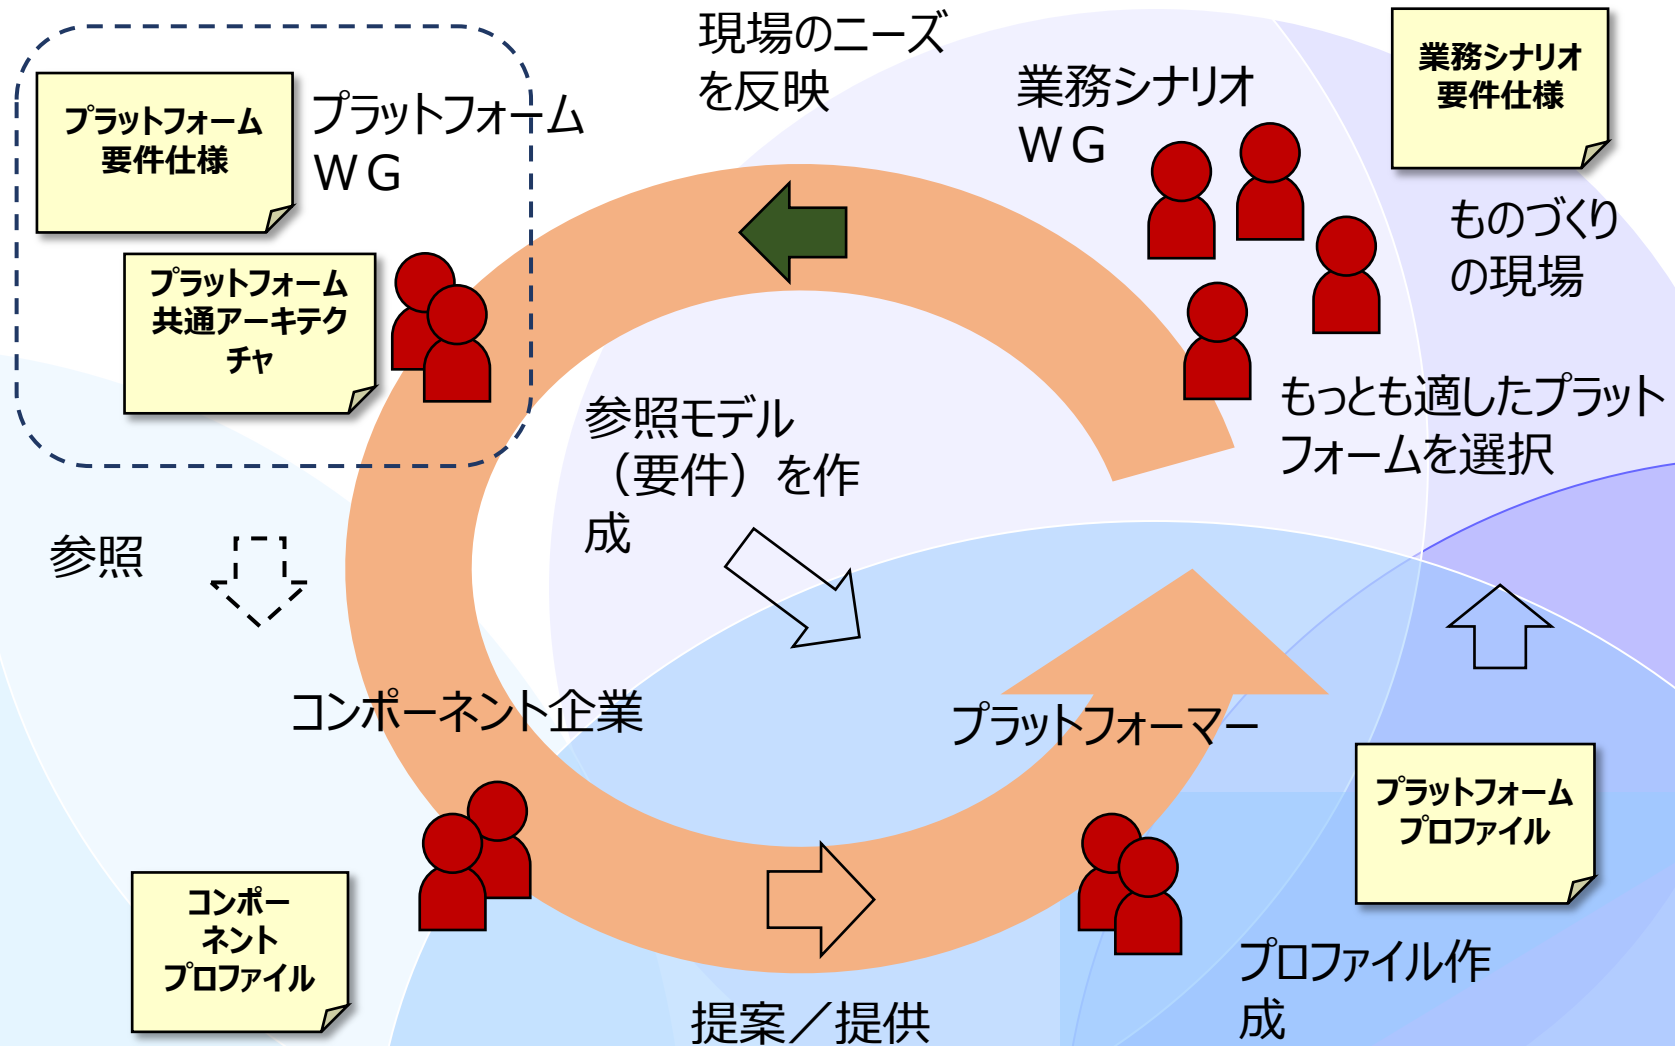 プラットフォーム
要件仕様
プラットフォーム
ＷＧ
プラットフォーム
共通アーキテク
チャ
現場のニーズ
を反映
業務シナリオ
ＷＧ
業務シナリオ
要件仕様
ものづくり
の現場
もっとも適したプラット
フォームを選択
参照モデル
（要件）を作
成
参照
コンポーネント企業
プラットフォーマー
プラットフォーム
プロファイル
コンポー
ネント
プロファイル
プロファイル作
成
提案／提供